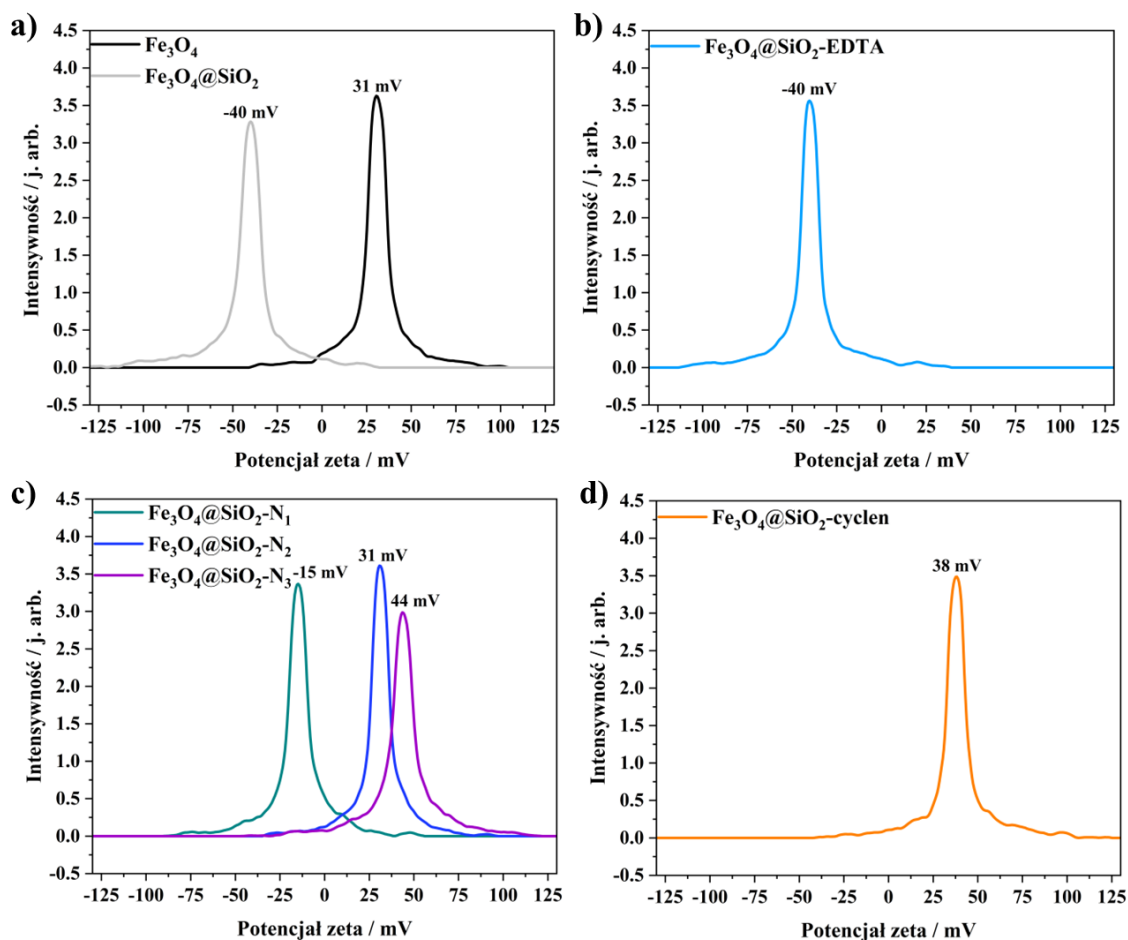 a)
Fe₃O₄
Fe₃O₄@SiO₂
-40 mV
31 mV
4.5
4.0
3.5
3.0
2.5
2.0
1.5
1.0
0.5
0.0
-0.5
Intensywność / j. arb.
-125 -100 -75 -50 -25 0 25 50 75 100 125
Potencjał zeta / mV
b)
Fe₃O₄@SiO₂-EDTA
-40 mV
4.5
4.0
3.5
3.0
2.5
2.0
1.5
1.0
0.5
0.0
-0.5
Intensywność / j. arb.
-125 -100 -75 -50 -25 0 25 50 75 100 125
Potencjał zeta / mV
c)
Fe₃O₄@SiO₂-N₁
Fe₃O₄@SiO₂-N₂
Fe₃O₄@SiO₂-N₃
-15 mV
31 mV
44 mV
4.5
4.0
3.5
3.0
2.5
2.0
1.5
1.0
0.5
0.0
-0.5
Intensywność / j. arb.
-125 -100 -75 -50 -25 0 25 50 75 100 125
Potencjał zeta / mV
d)
Fe₃O₄@SiO₂-cyclen
38 mV
4.5
4.0
3.5
3.0
2.5
2.0
1.5
1.0
0.5
0.0
-0.5
Intensywność / j. arb.
-125 -100 -75 -50 -25 0 25 50 75 100 125
Potencjał zeta / mV